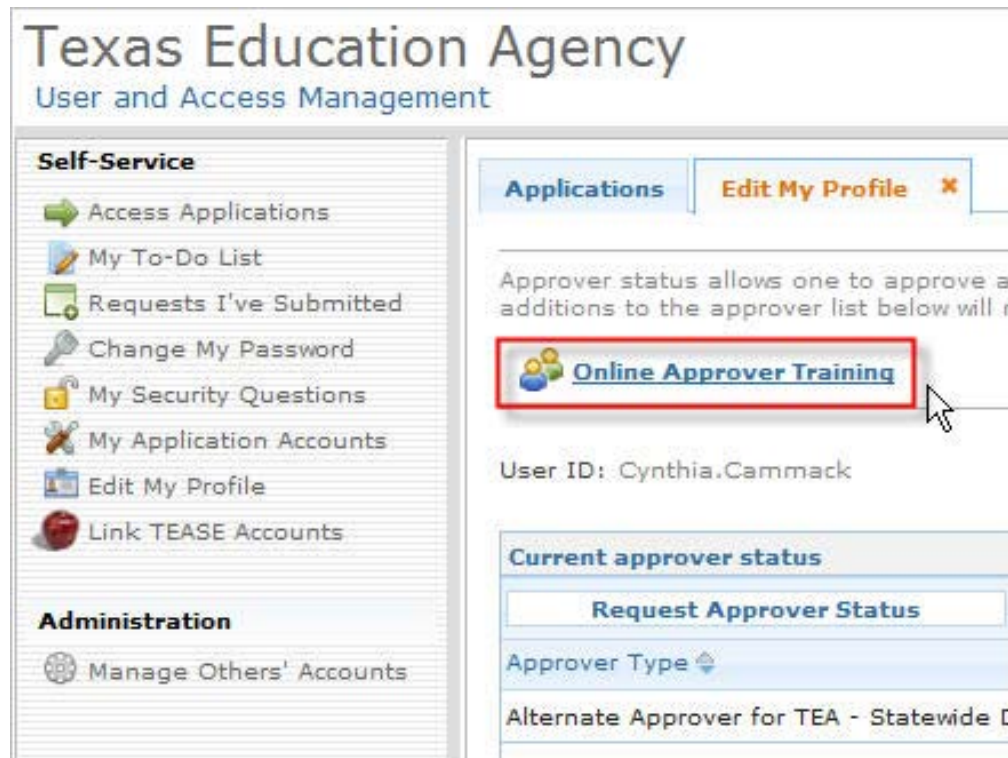 Texas Education Agency
User and Access Management
Self-Service
Access Applications
My To-Do List
Requests I've Submitted
Change My Password
My Security Questions
My Application Accounts
Edit My Profile
Link TEASE Accounts
Administration
Manage Others' Accounts
Applications
Edit My Profile
Approver status allows one to approve
additions to the approver list below will
Online Approver Training
User ID: Cynthia.Cammack
Current approver status
Request Approver Status
Approver Type
Alternate Approver for TEA - Statewide